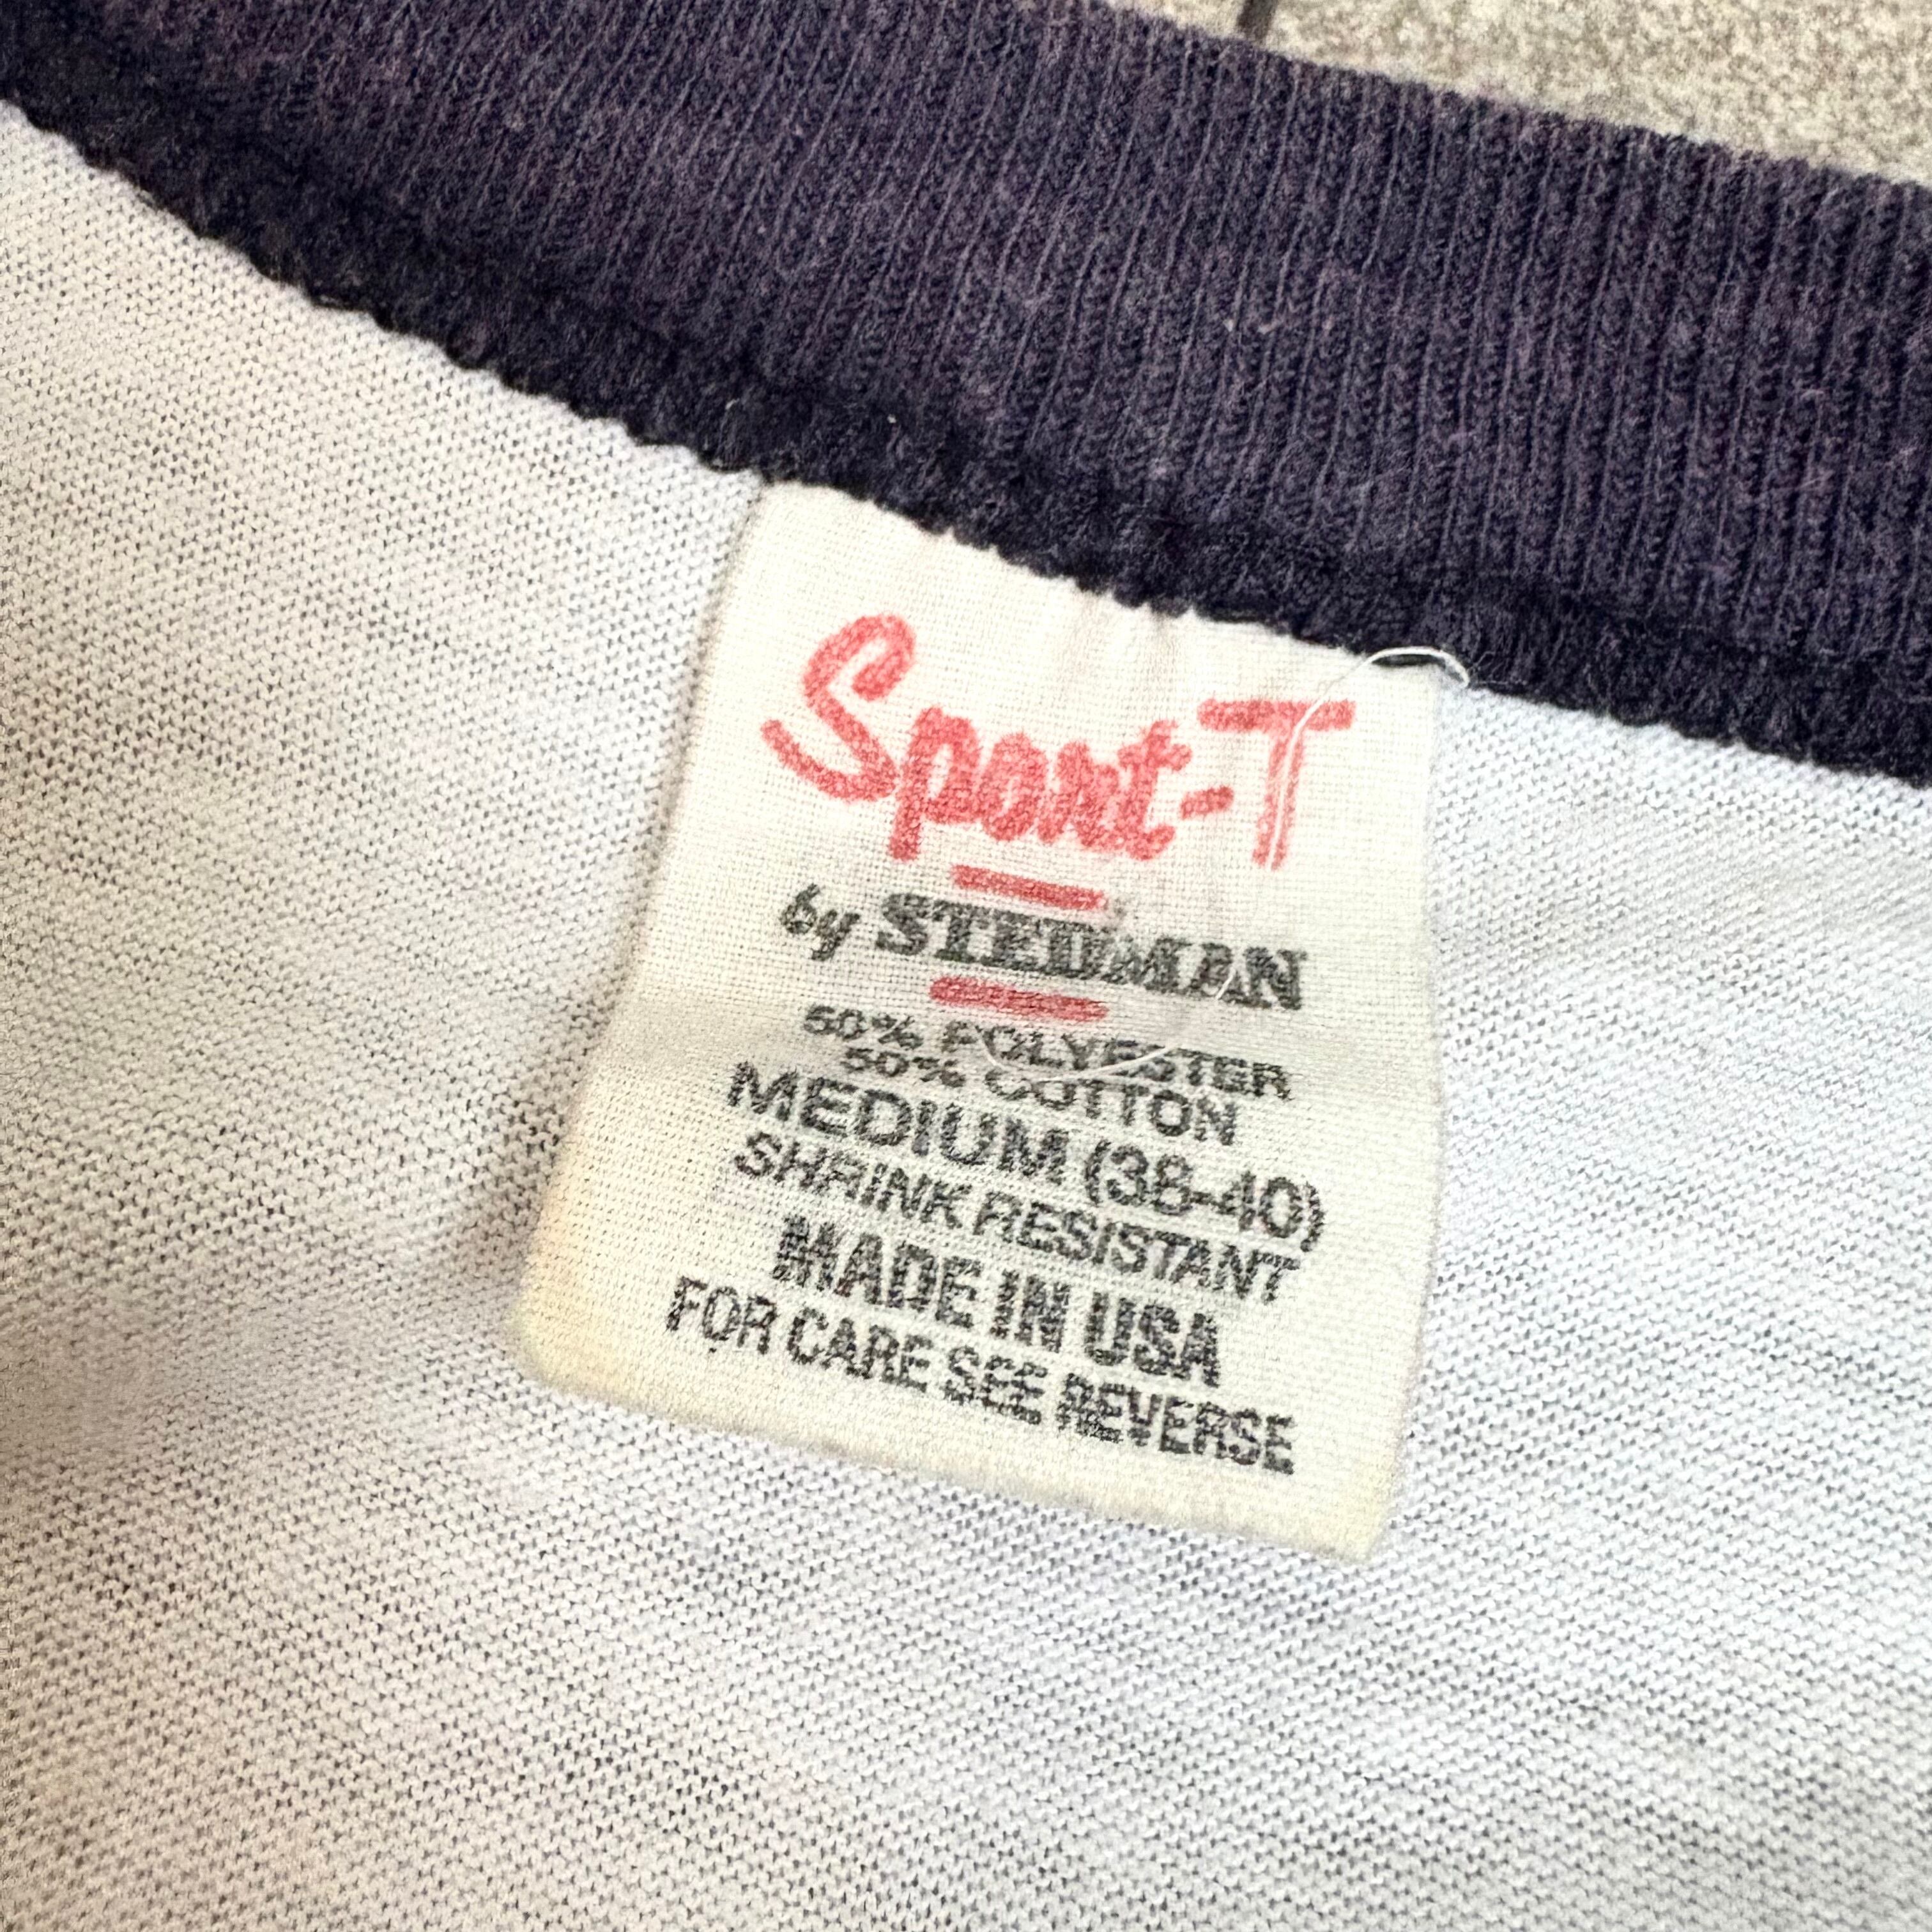 Sport-T
by STEDMAN
50% POLYESTER
50% COTTON
MEDIUM (38-40)
SHRINK RESISTANT
MADE IN USA
FOR CARE SEE REVERSE